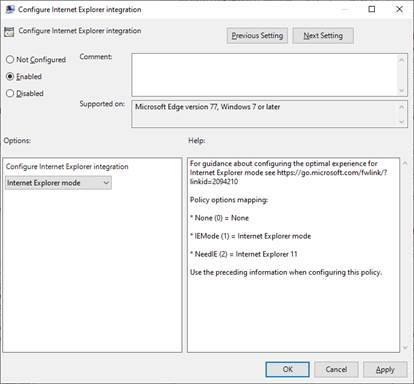 Configure Internet Explorer integration
Configure Internet Explorer integration
Previous Setting
Next Setting
Not Configured
Comment:
Enabled
Disabled
Supported on:
Microsoft Edge version 77, Windows 7 or later
Options:
Help:
Configure Internet Explorer integration
Internet Explorer mode
For guidance about configuring the optimal experience for
Internet Explorer mode see https://go.microsoft.com/fwlink/?
linkid=2094210
Policy options mapping:
* None (0) = None
* IEMode (1) = Internet Explorer mode
* NeedIE (2) = Internet Explorer 11
Use the preceding information when configuring this policy.
OK
Cancel
Apply